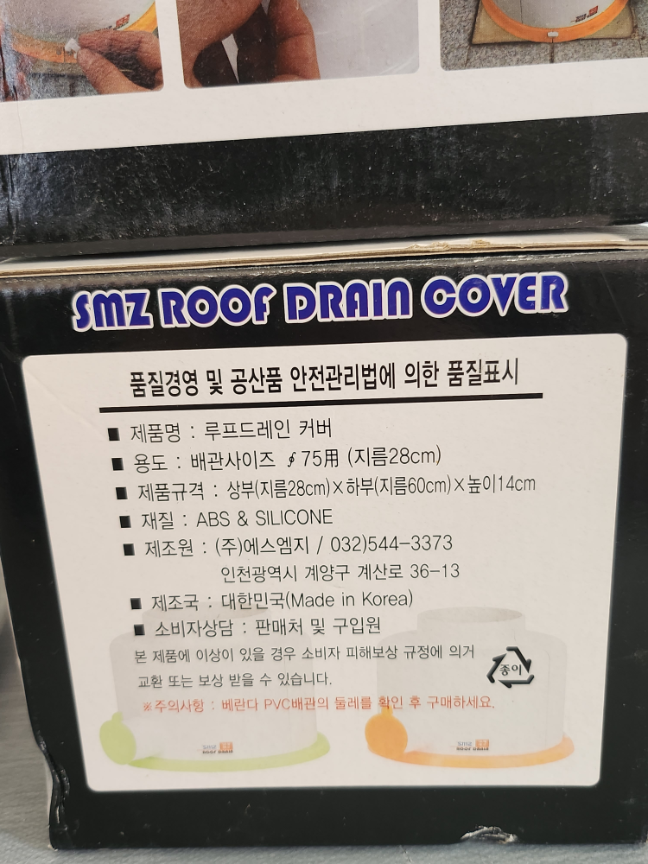 SMZ ROOF DRAIN COVER
품질경영 및 공산품 안전관리법에 의한 품질표시
■ 제품명 : 루프드레인 커버
■ 용도 : 배관사이즈 ∮75用 (지름28cm)
■ 제품규격 : 상부(지름28cm)×하부(지름60cm)×높이14cm
■ 재질 : ABS & SILICONE
■ 제조원 : (주)에스엠지 / 032)544-3373
인천광역시 계양구 계산로 36-13
■ 제조국 : 대한민국(Made in Korea)
■ 소비자상담 : 판매처 및 구입원
본 제품에 이상이 있을 경우 소비자 피해보상 규정에 의거
교환 또는 보상 받을 수 있습니다.
종이
※주의사항 : 베란다 PVC배관의 둘레를 확인 후 구매하세요.